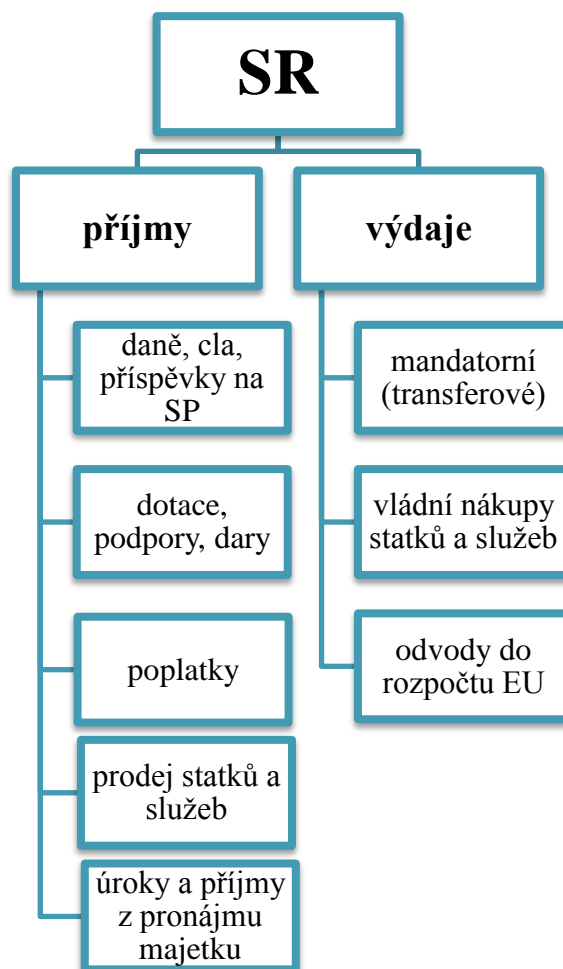 SR
příjmy
výdaje
daně, cla,
příspěvky na
SP
dotace,
podpory, dary
poplatky
prodej statků a
služeb
úroky a příjmy
z pronájmu
majetku
mandatorní
(transferové)
vládní nákupy
statků a služeb
odvody do
rozpočtu EU